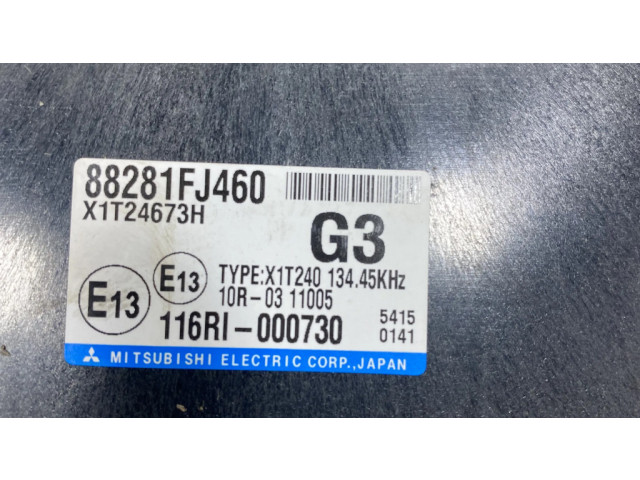 88281FJ460
X1T24673H
G3
E13
E13
TYPE:X1T240 134.45KHz
10R-03 11005
116RI-000730
5415
0141
MITSUBISHI ELECTRIC CORP.,JAPAN